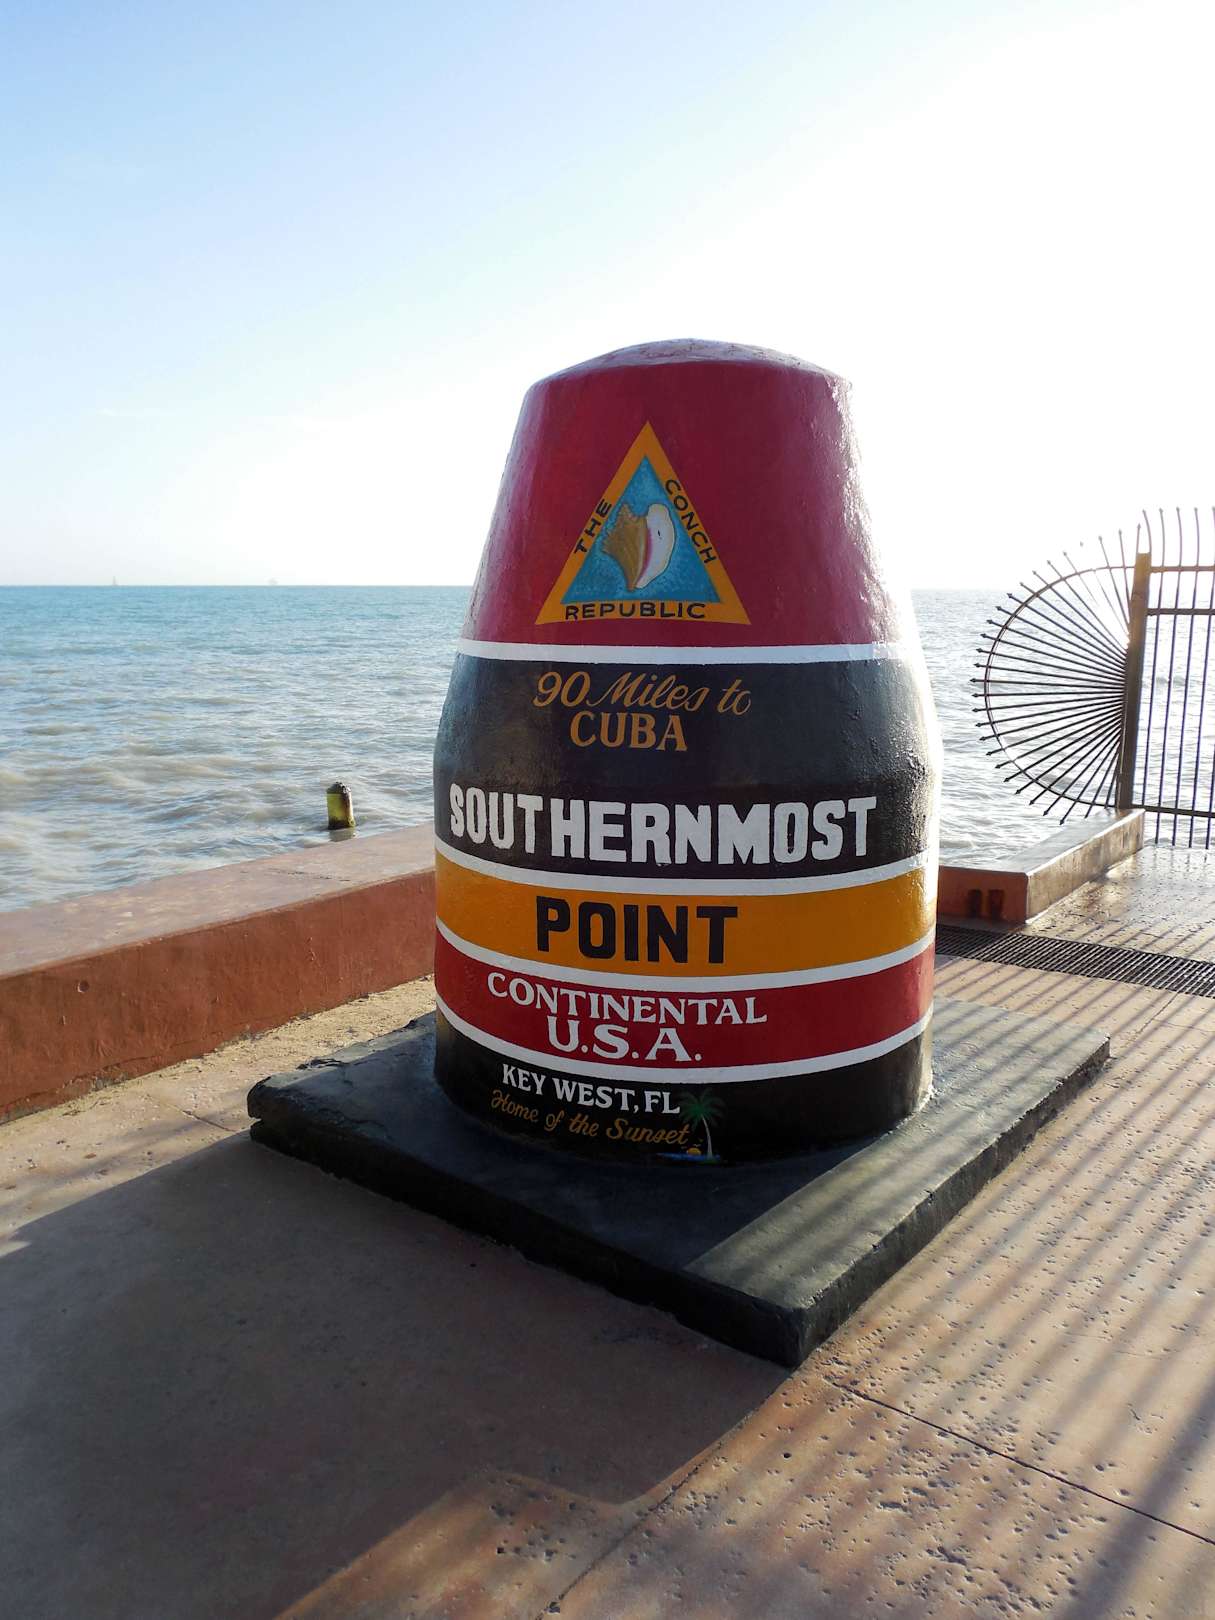 THE CONCH
REPUBLIC
90 Miles to
CUBA
SOUTHERNMOST
POINT
CONTINENTAL
U.S.A.
KEY WEST, FL
Home of the Sunset